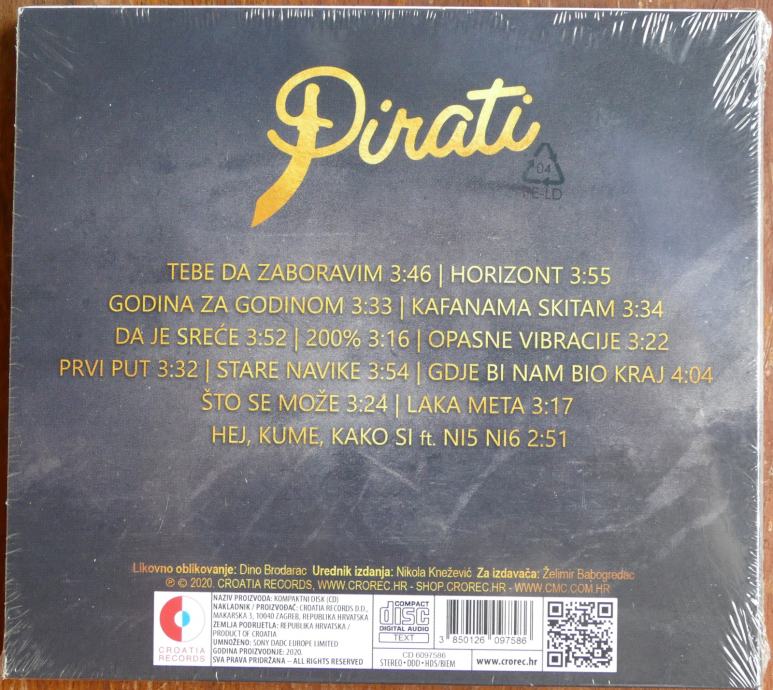 Pirati
04
PE-LD
TEBE DA ZABORAVIM 3:46 | HORIZONT 3:55
GODINA ZA GODINOM 3:33 | KAFANAMA SKITAM 3:34
DA JE SREĆE 3:52 | 200% 3:16 | OPASNE VIBRACIJE 3:22
PRVI PUT 3:32 | STARE NAVIKE 3:54 | GDJE BI NAM BIO KRAJ 4:04
ŠTO SE MOŽE 3:24 | LAKA META 3:17
HEJ, KUME, KAKO SI ft. NI5 NI6 2:51
Likovno oblikovanje: Dino Brodarac Urednik izdanja: Nikola Knežević Za izdavača: Želimir Babogredac
℗ © 2020. CROATIA RECORDS, WWW.CROREC.HR - SHOP.CROREC.HR - WWW.CMC.COM.HR
CROATIA
RECORDS
NAZIV PROIZVODA: KOMPAKTNI DISK (CD)
NAKLADNIK / PROIZVOĐAČ: CROATIA RECORDS D.D.,
MAKARSKA 3, 10040 ZAGREB, REPUBLIKA HRVATSKA
ZEMLJA PODRIJETLA: REPUBLIKA HRVATSKA /
PRODUCT OF CROATIA
UMNOŽENO: SONY DADC EUROPE LIMITED
GODINA PROIZVODNJE: 2020.
SVA PRAVA PRIDRŽANA – ALL RIGHTS RESERVED
COMPACT
disc
DIGITAL AUDIO
TEXT
3 850126 097586
CD 6097586
STEREO • DDD • HDS/BIEM
www.crorec.hr